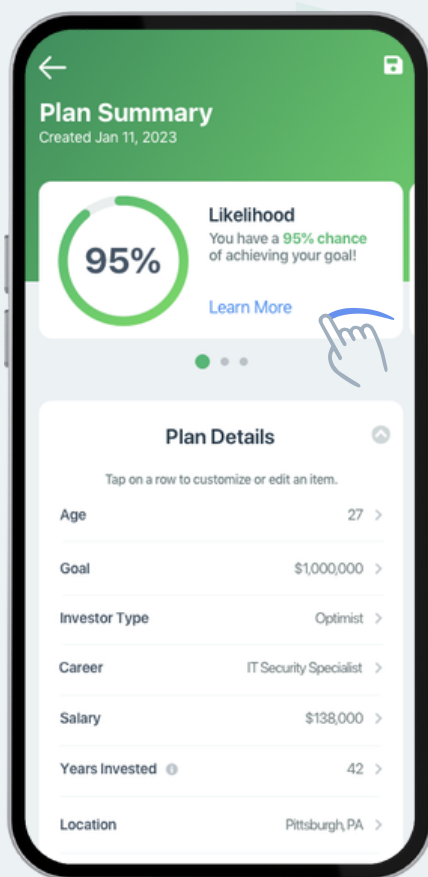 Plan Summary
Created Jan 11, 2023
95%
Likelihood
You have a 95% chance
of achieving your goal!
Learn More
Plan Details
Tap on a row to customize or edit an item.
Age 27
Goal $1,000,000
Investor Type Optimist
Career IT Security Specialist
Salary $138,000
Years Invested 42
Location Pittsburgh, PA